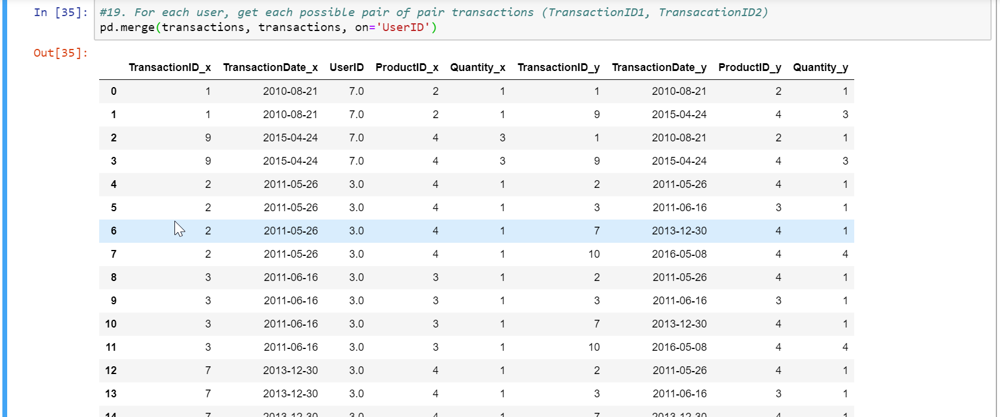 In [35]: #19. For each user, get each possible pair of pair transactions (TransactionID1, TransacationID2)
pd.merge(transactions, transactions, on='UserID')
Out[35]:
TransactionID_x TransactionDate_x UserID ProductID_x Quantity_x TransactionID_y TransactionDate_y ProductID_y Quantity_y
0 1 2010-08-21 7.0 2 1 1 2010-08-21 2 1
1 1 2010-08-21 7.0 2 1 9 2015-04-24 4 3
2 9 2015-04-24 7.0 4 3 1 2010-08-21 2 1
3 9 2015-04-24 7.0 4 3 9 2015-04-24 4 3
4 2 2011-05-26 3.0 4 1 2 2011-05-26 4 1
5 2 2011-05-26 3.0 4 1 3 2011-06-16 3 1
6 2 2011-05-26 3.0 4 1 7 2013-12-30 4 1
7 2 2011-05-26 3.0 4 1 10 2016-05-08 4 4
8 3 2011-06-16 3.0 3 1 2 2011-05-26 4 1
9 3 2011-06-16 3.0 3 1 3 2011-06-16 3 1
10 3 2011-06-16 3.0 3 1 7 2013-12-30 4 1
11 3 2011-06-16 3.0 3 1 10 2016-05-08 4 4
12 7 2013-12-30 3.0 4 1 2 2011-05-26 4 1
13 7 2013-12-30 3.0 4 1 3 2011-06-16 3 1
14 7 2013-12-30 3.0 4 1 7 2013-12-30 4 1